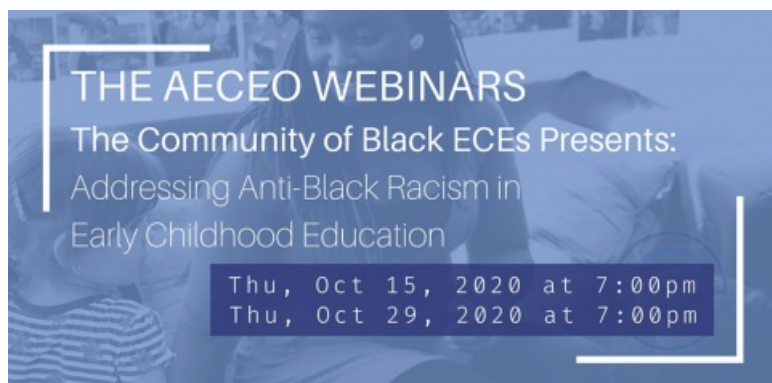 THE AECEO WEBINARS
The Community of Black ECEs Presents:
Addressing Anti-Black Racism in
Early Childhood Education
Thu, Oct 15, 2020 at 7:00pm
Thu, Oct 29, 2020 at 7:00pm